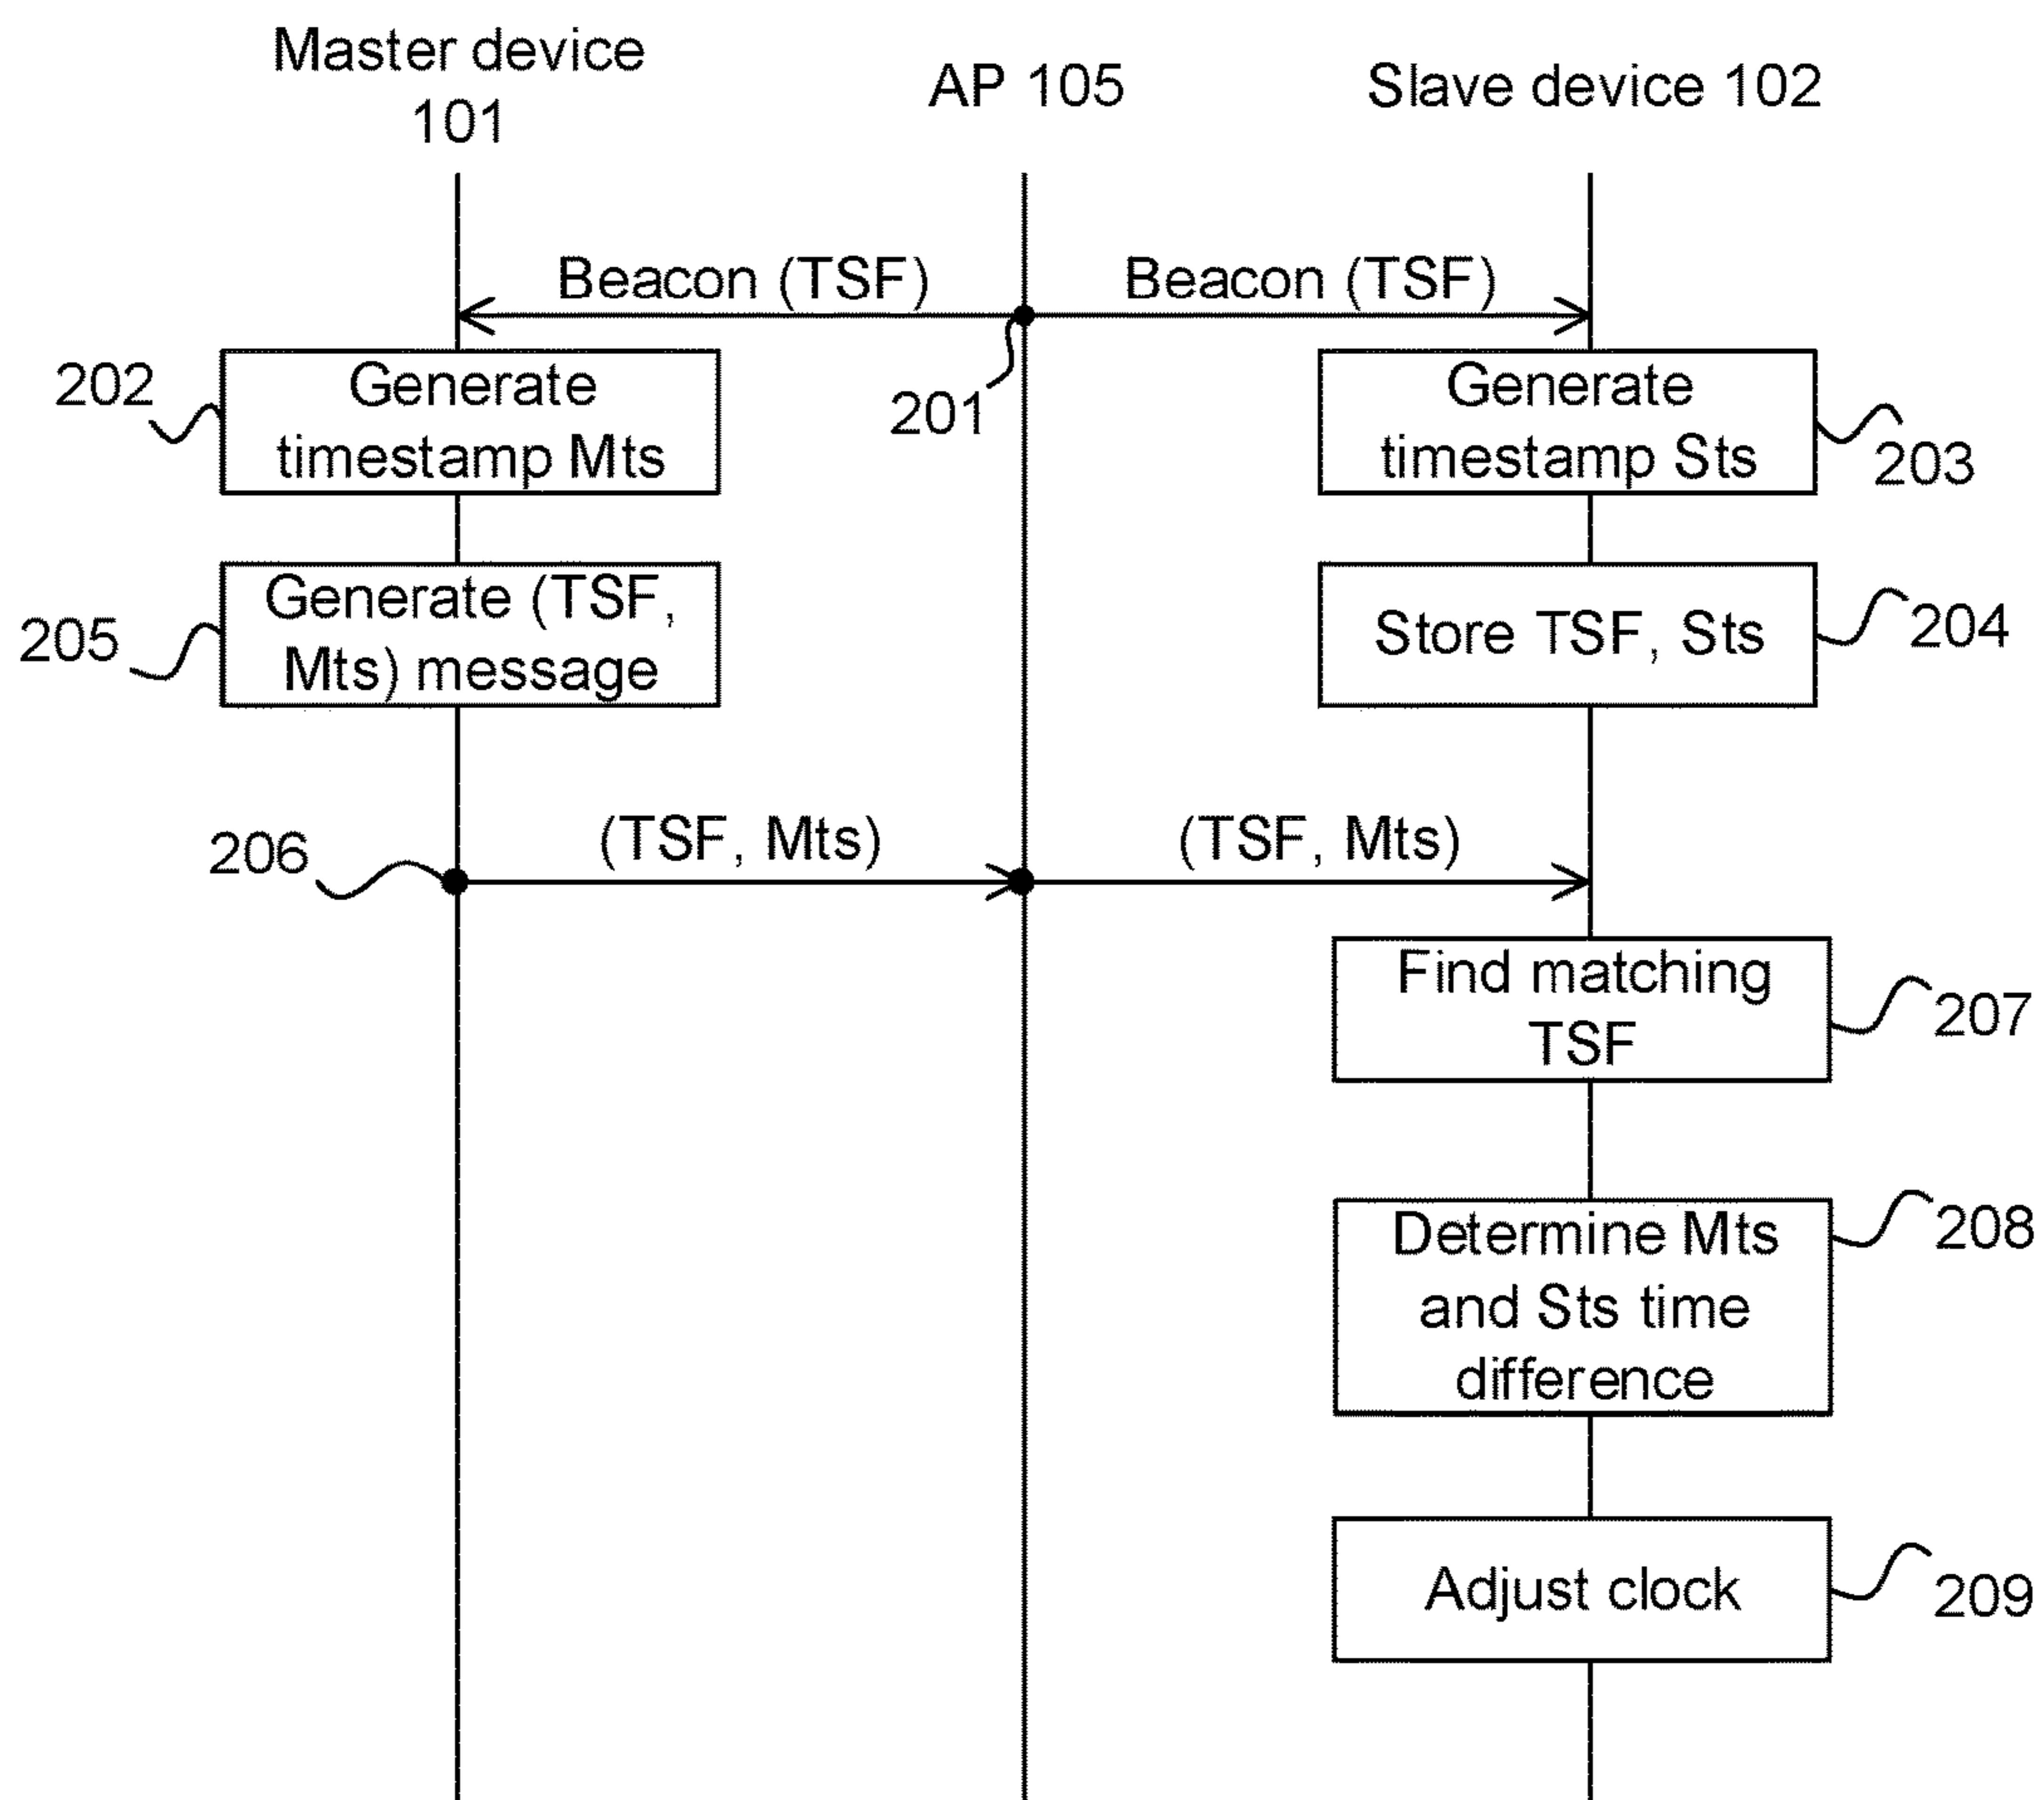 Master device
101
AP 105
Slave device 102
Beacon (TSF)
Beacon (TSF)
201
202
Generate
timestamp Mts
Generate
timestamp Sts
203
205
Generate (TSF,
Mts) message
Store TSF, Sts
204
206
(TSF, Mts)
(TSF, Mts)
Find matching
TSF
207
Determine Mts
and Sts time
difference
208
Adjust clock
209